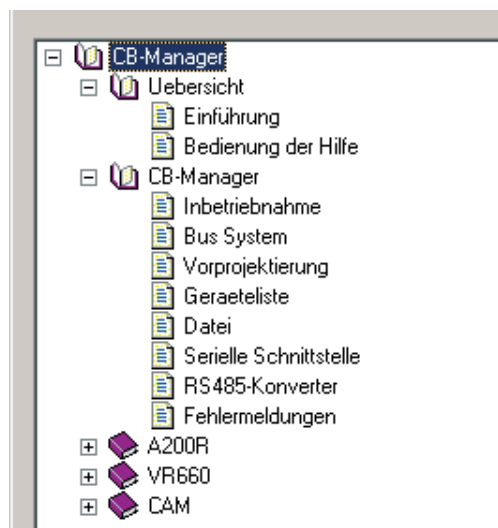 CB-Manager
Uebersicht
Einführung
Bedienung der Hilfe
CB-Manager
Inbetriebnahme
Bus System
Vorprojektierung
Geraeteliste
Datei
Serielle Schnittstelle
RS485-Konverter
Fehlermeldungen
A200R
VR660
CAM